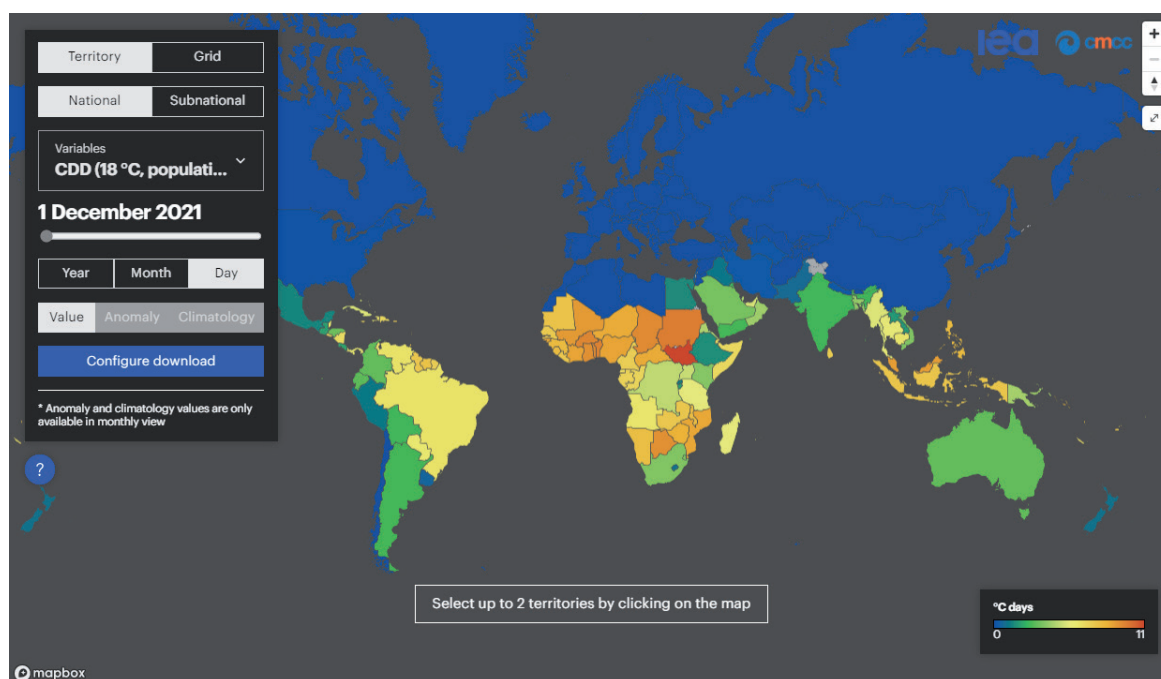 Territory Grid
National Subnational
Variables
CDD (18 °C, populati...
1 December 2021
Year Month Day
Value Anomaly Climatology
Configure download
* Anomaly and climatology values are only
available in monthly view
?
iea cmcc
+
−
Select up to 2 territories by clicking on the map
°C days
0 11
mapbox